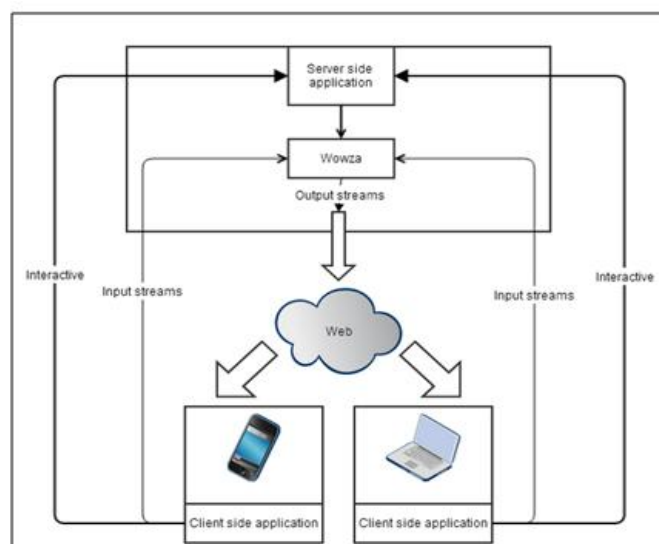 Server side
application
Wowza
Output streams
Interactive
Input streams
Input streams
Interactive
Web
Client side application
Client side application